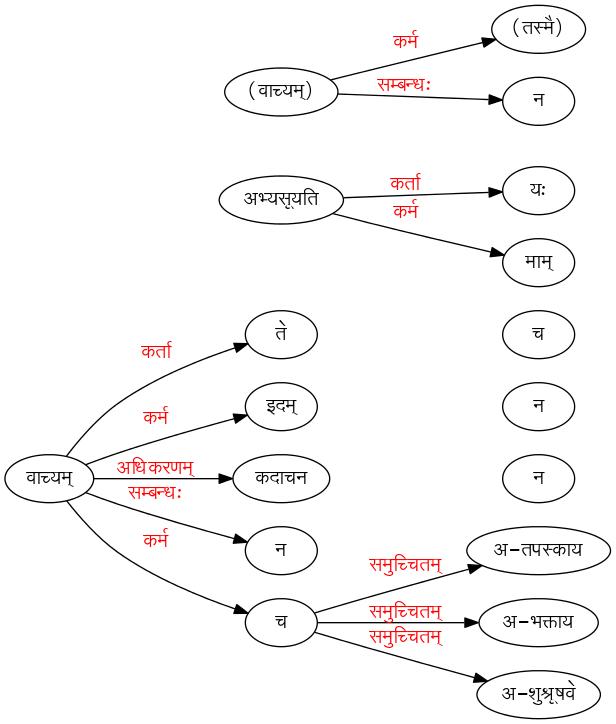 (तस्मै)
कर्म
(वाच्यम्)
सम्बन्धः
न
अभ्यसूयति
कर्ता
यः
कर्म
माम्
ते
च
कर्ता
इदम्
न
कर्म
वाच्यम्
अधिकरणम्
कदाचन
न
सम्बन्धः
न
अ-तपस्काय
कर्म
समुच्चितम्
च
समुच्चितम्
अ-भक्ताय
समुच्चितम्
अ-शुश्रूषवे